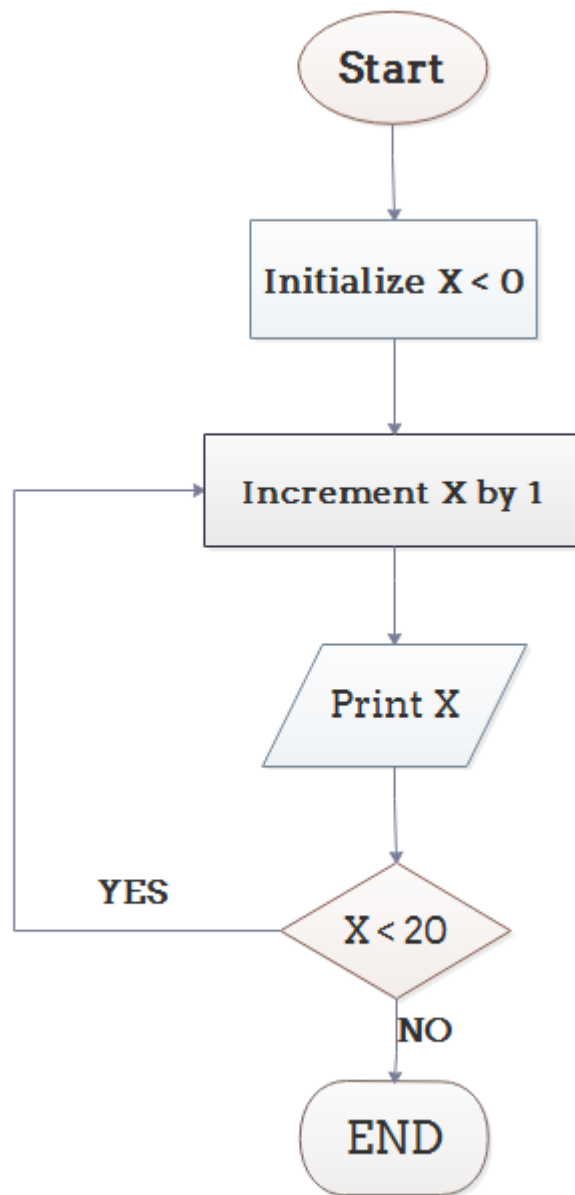 Start
Initialize X < 0
Increment X by 1
Print X
YES
X < 20
NO
END